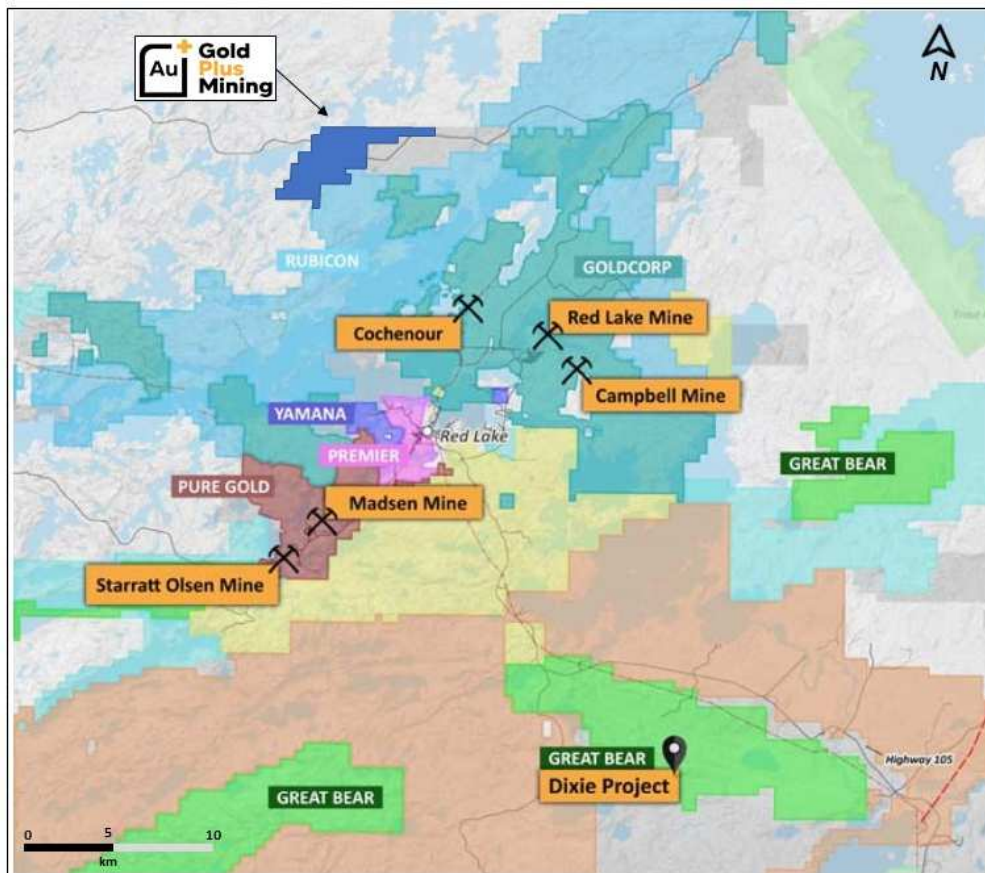 Au
Gold
Plus
Mining
N
RUBICON
GOLDCORP
Cochenour
Red Lake Mine
Campbell Mine
YAMANA
Red Lake
PREMIER
GREAT BEAR
PURE GOLD
Madsen Mine
Starratt Olsen Mine
GREAT BEAR
Dixie Project
Highway 105
GREAT BEAR
0 5 10
km